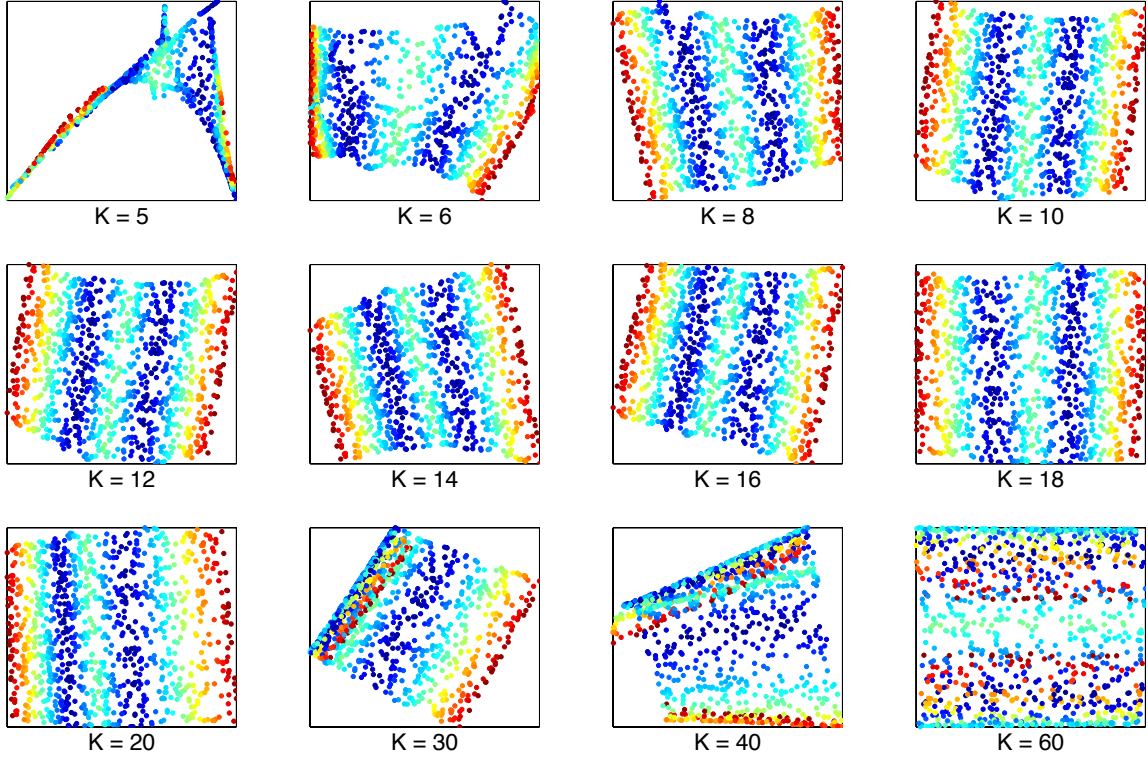 K = 5
K = 6
K = 8
K = 10
K = 12
K = 14
K = 16
K = 18
K = 20
K = 30
K = 40
K = 60